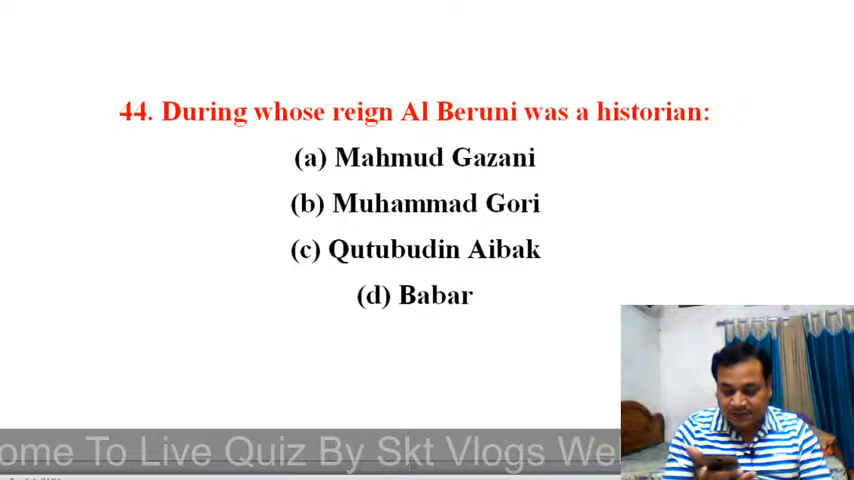 44. During whose reign Al Beruni was a historian:
(a) Mahmud Gazani
(b) Muhammad Gori
(c) Qutubudin Aibak
(d) Babar
ome To Live Quiz By Skt Vlogs We